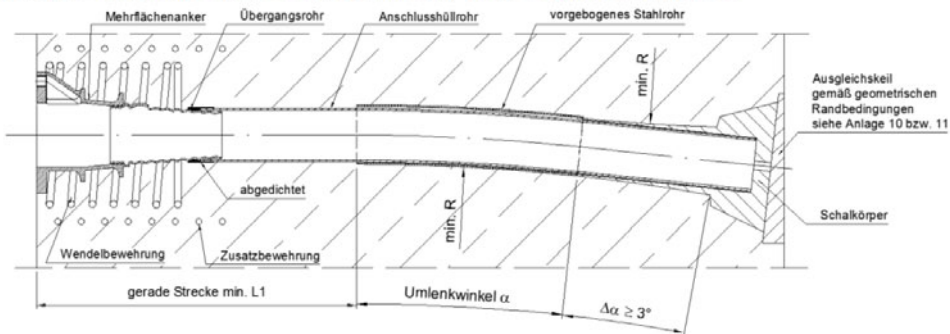 Mehrflächenanker
Übergangsrohr
Anschlusshüllrohr
vorgebogenes Stahlrohr
min. R
Ausgleichskeil
gemäß geometrischen
Randbedingungen
siehe Anlage 10 bzw. 11
abgedichtet
min. R
Schalkörper
Wendelbewehrung
Zusatzbewehrung
gerade Strecke min. L1
Umlenkwinkel α
Δα ≥ 3°